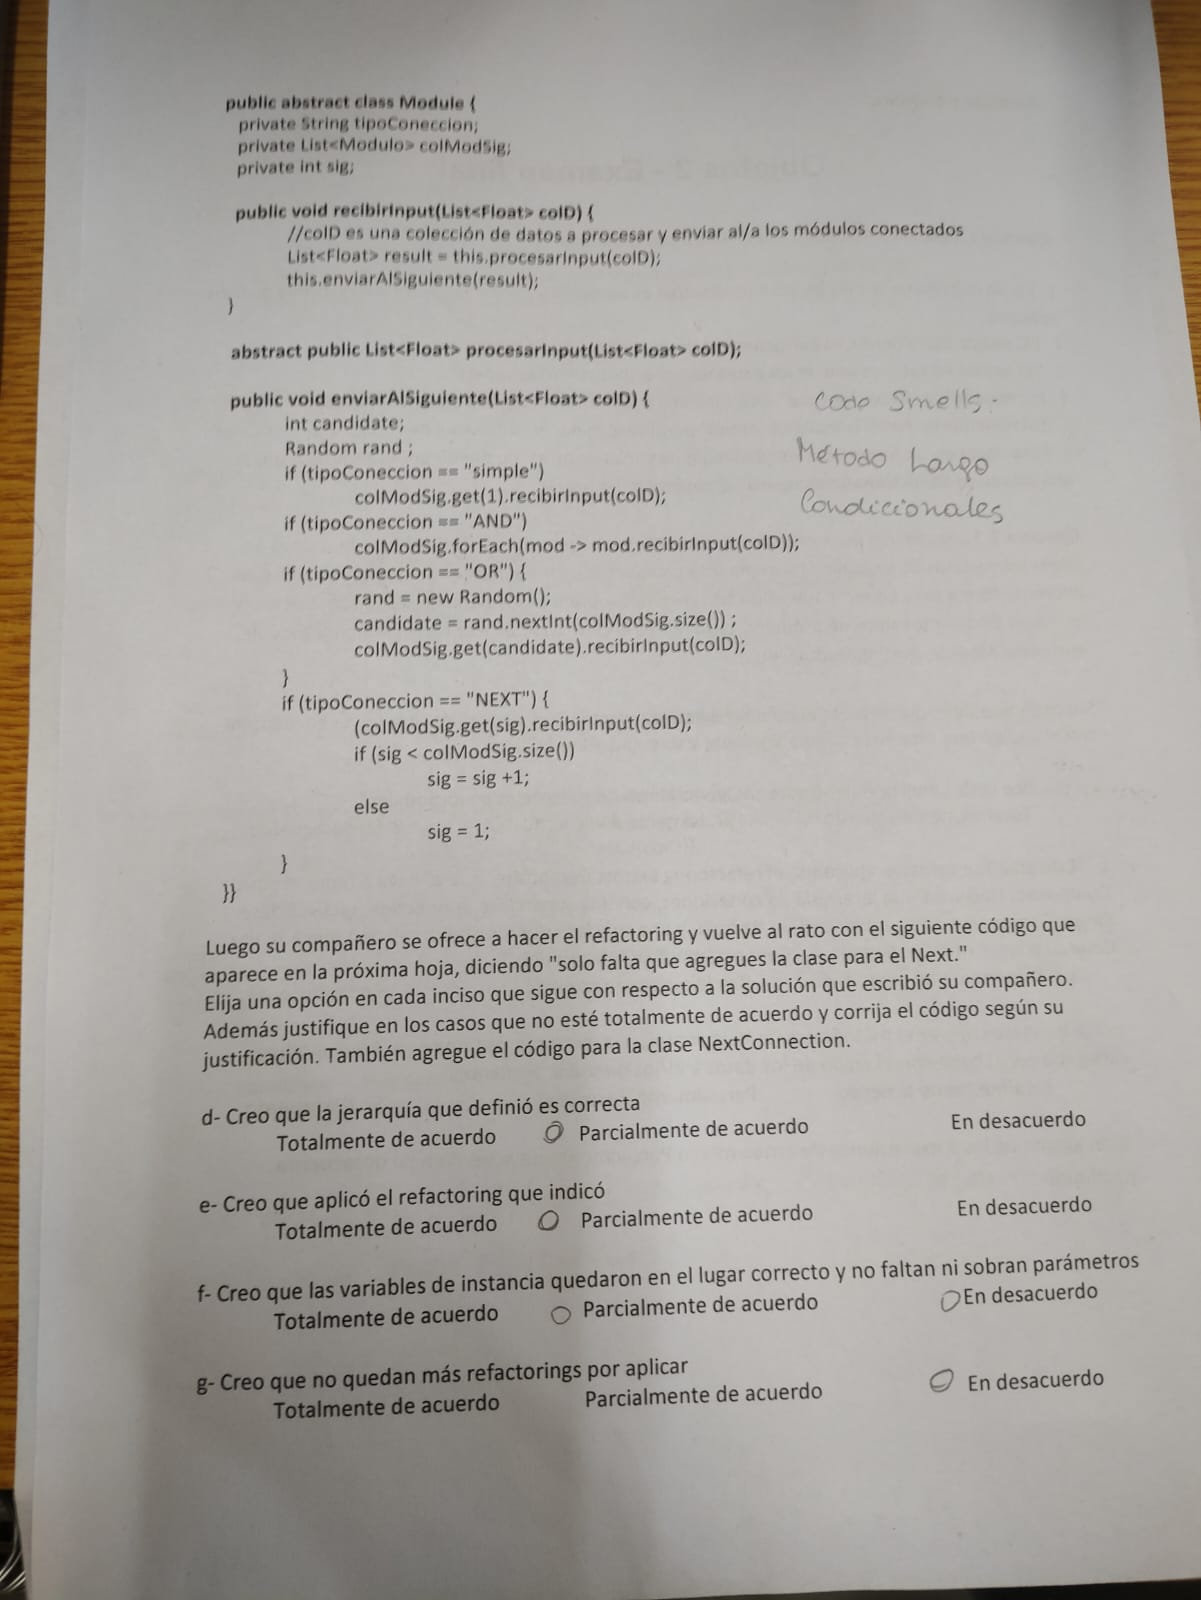 public abstract class Module {
private String tipoConeccion;
private List<Modulo> colModSig;
private int sig;
public void recibirInput(List<Float> colD) {
//colD es una colección de datos a procesar y enviar al/a los módulos conectados
List<Float> result = this.procesarInput(colD);
this.enviarAlSiguiente(result);
}
abstract public List<Float> procesarInput(List<Float> colD);
public void enviarAlSiguiente(List<Float> colD) {
int candidate;
Random rand ;
if (tipoConeccion == "simple")
colModSig.get(1).recibirInput(colD);
if (tipoConeccion == "AND")
colModSig.forEach(mod -> mod.recibirInput(colD));
if (tipoConeccion == "OR") {
rand = new Random();
candidate = rand.nextInt(colModSig.size()) ;
colModSig.get(candidate).recibirInput(colD);
}
if (tipoConeccion == "NEXT") {
(colModSig.get(sig).recibirInput(colD);
if (sig < colModSig.size())
sig = sig +1;
else
sig = 1;
}
}}
Code Smells.
Método Largo
Condicionales
Luego su compañero se ofrece a hacer el refactoring y vuelve al rato con el siguiente código que
aparece en la próxima hoja, diciendo "solo falta que agregues la clase para el Next."
Elija una opción en cada inciso que sigue con respecto a la solución que escribió su compañero.
Además justifique en los casos que no esté totalmente de acuerdo y corrija el código según su
justificación. También agregue el código para la clase NextConnection.
d- Creo que la jerarquía que definió es correcta
Totalmente de acuerdo Parcialmente de acuerdo En desacuerdo
e- Creo que aplicó el refactoring que indicó
Totalmente de acuerdo Parcialmente de acuerdo En desacuerdo
f- Creo que las variables de instancia quedaron en el lugar correcto y no faltan ni sobran parámetros
Totalmente de acuerdo Parcialmente de acuerdo En desacuerdo
g- Creo que no quedan más refactorings por aplicar
Totalmente de acuerdo Parcialmente de acuerdo En desacuerdo